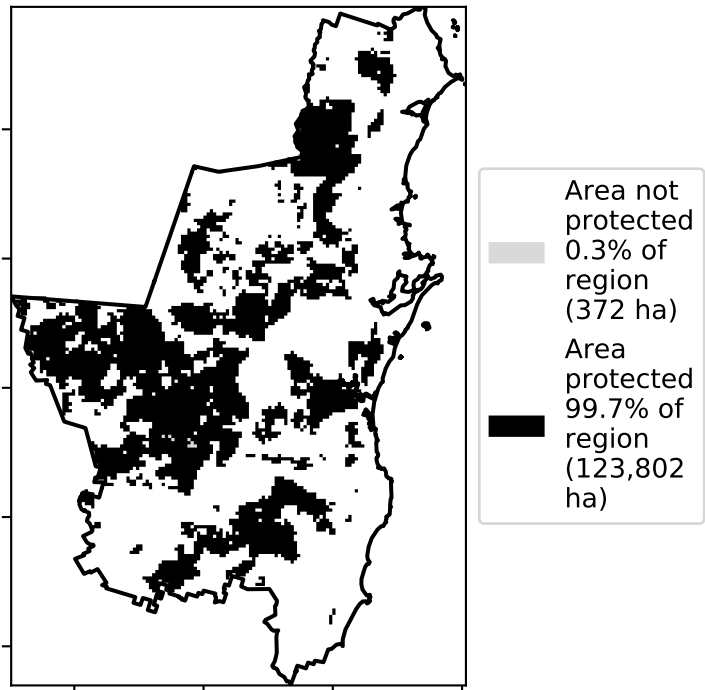 Area not
protected
0.3% of
region
(372 ha)
Area
protected
99.7% of
region
(123,802
ha)